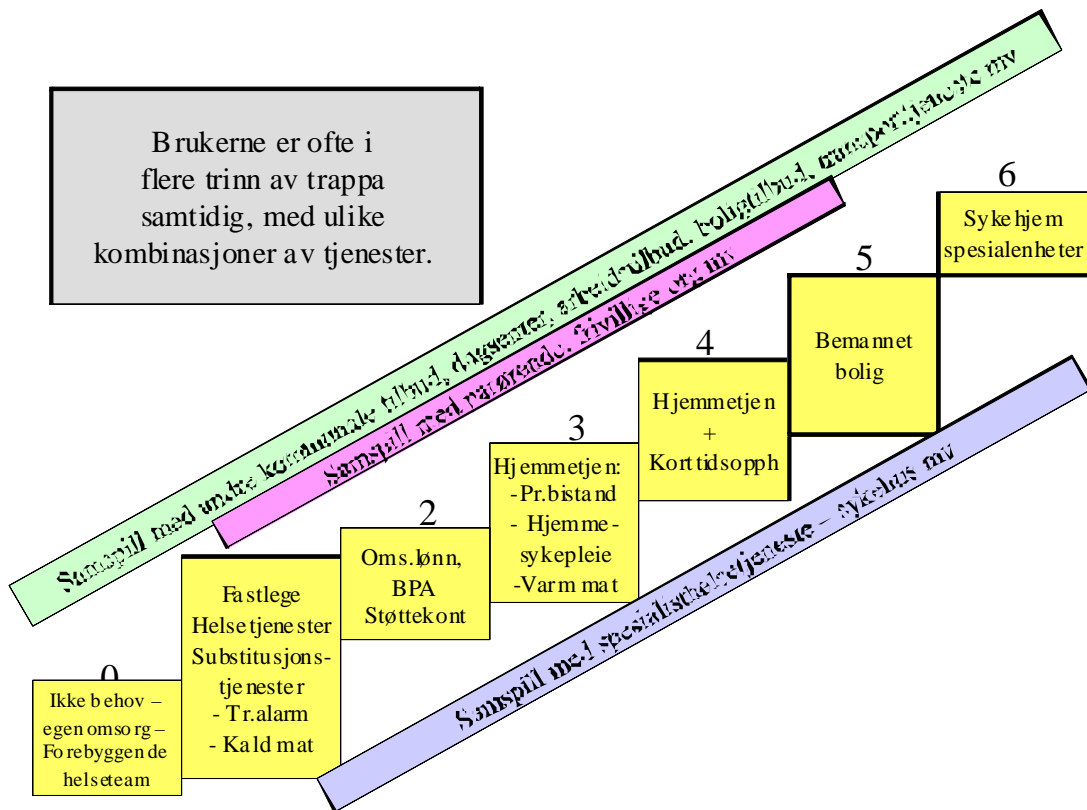 Brukerne er ofte i
flere trinn av trappa
samtidig, med ulike
kombinasjoner av tjenester.
Samspill med andre kommunale tilbud, dagsenter, arbeidstilbud, boligtilbud, transporttjeneste mv
Samspill med pårørende, frivillige org mv
0
Ikke behov –
egenomsorg –
Forebyggende
helseteam
Fastlege
Helsetjenester
Substitusjons-
tjenester
- Tr.alarm
- Kald mat
2
Oms.lønn,
BPA
Støttekont
3
Hjemmetjen:
-Pr.bistand
- Hjemme-
sykepleie
-Varm mat
4
Hjemmetjen
+
Korttidsopph
5
Bemannet
bolig
6
Sykehjem
spesialenheter
Samspill med spesialisthelsetjeneste – sykehus mv